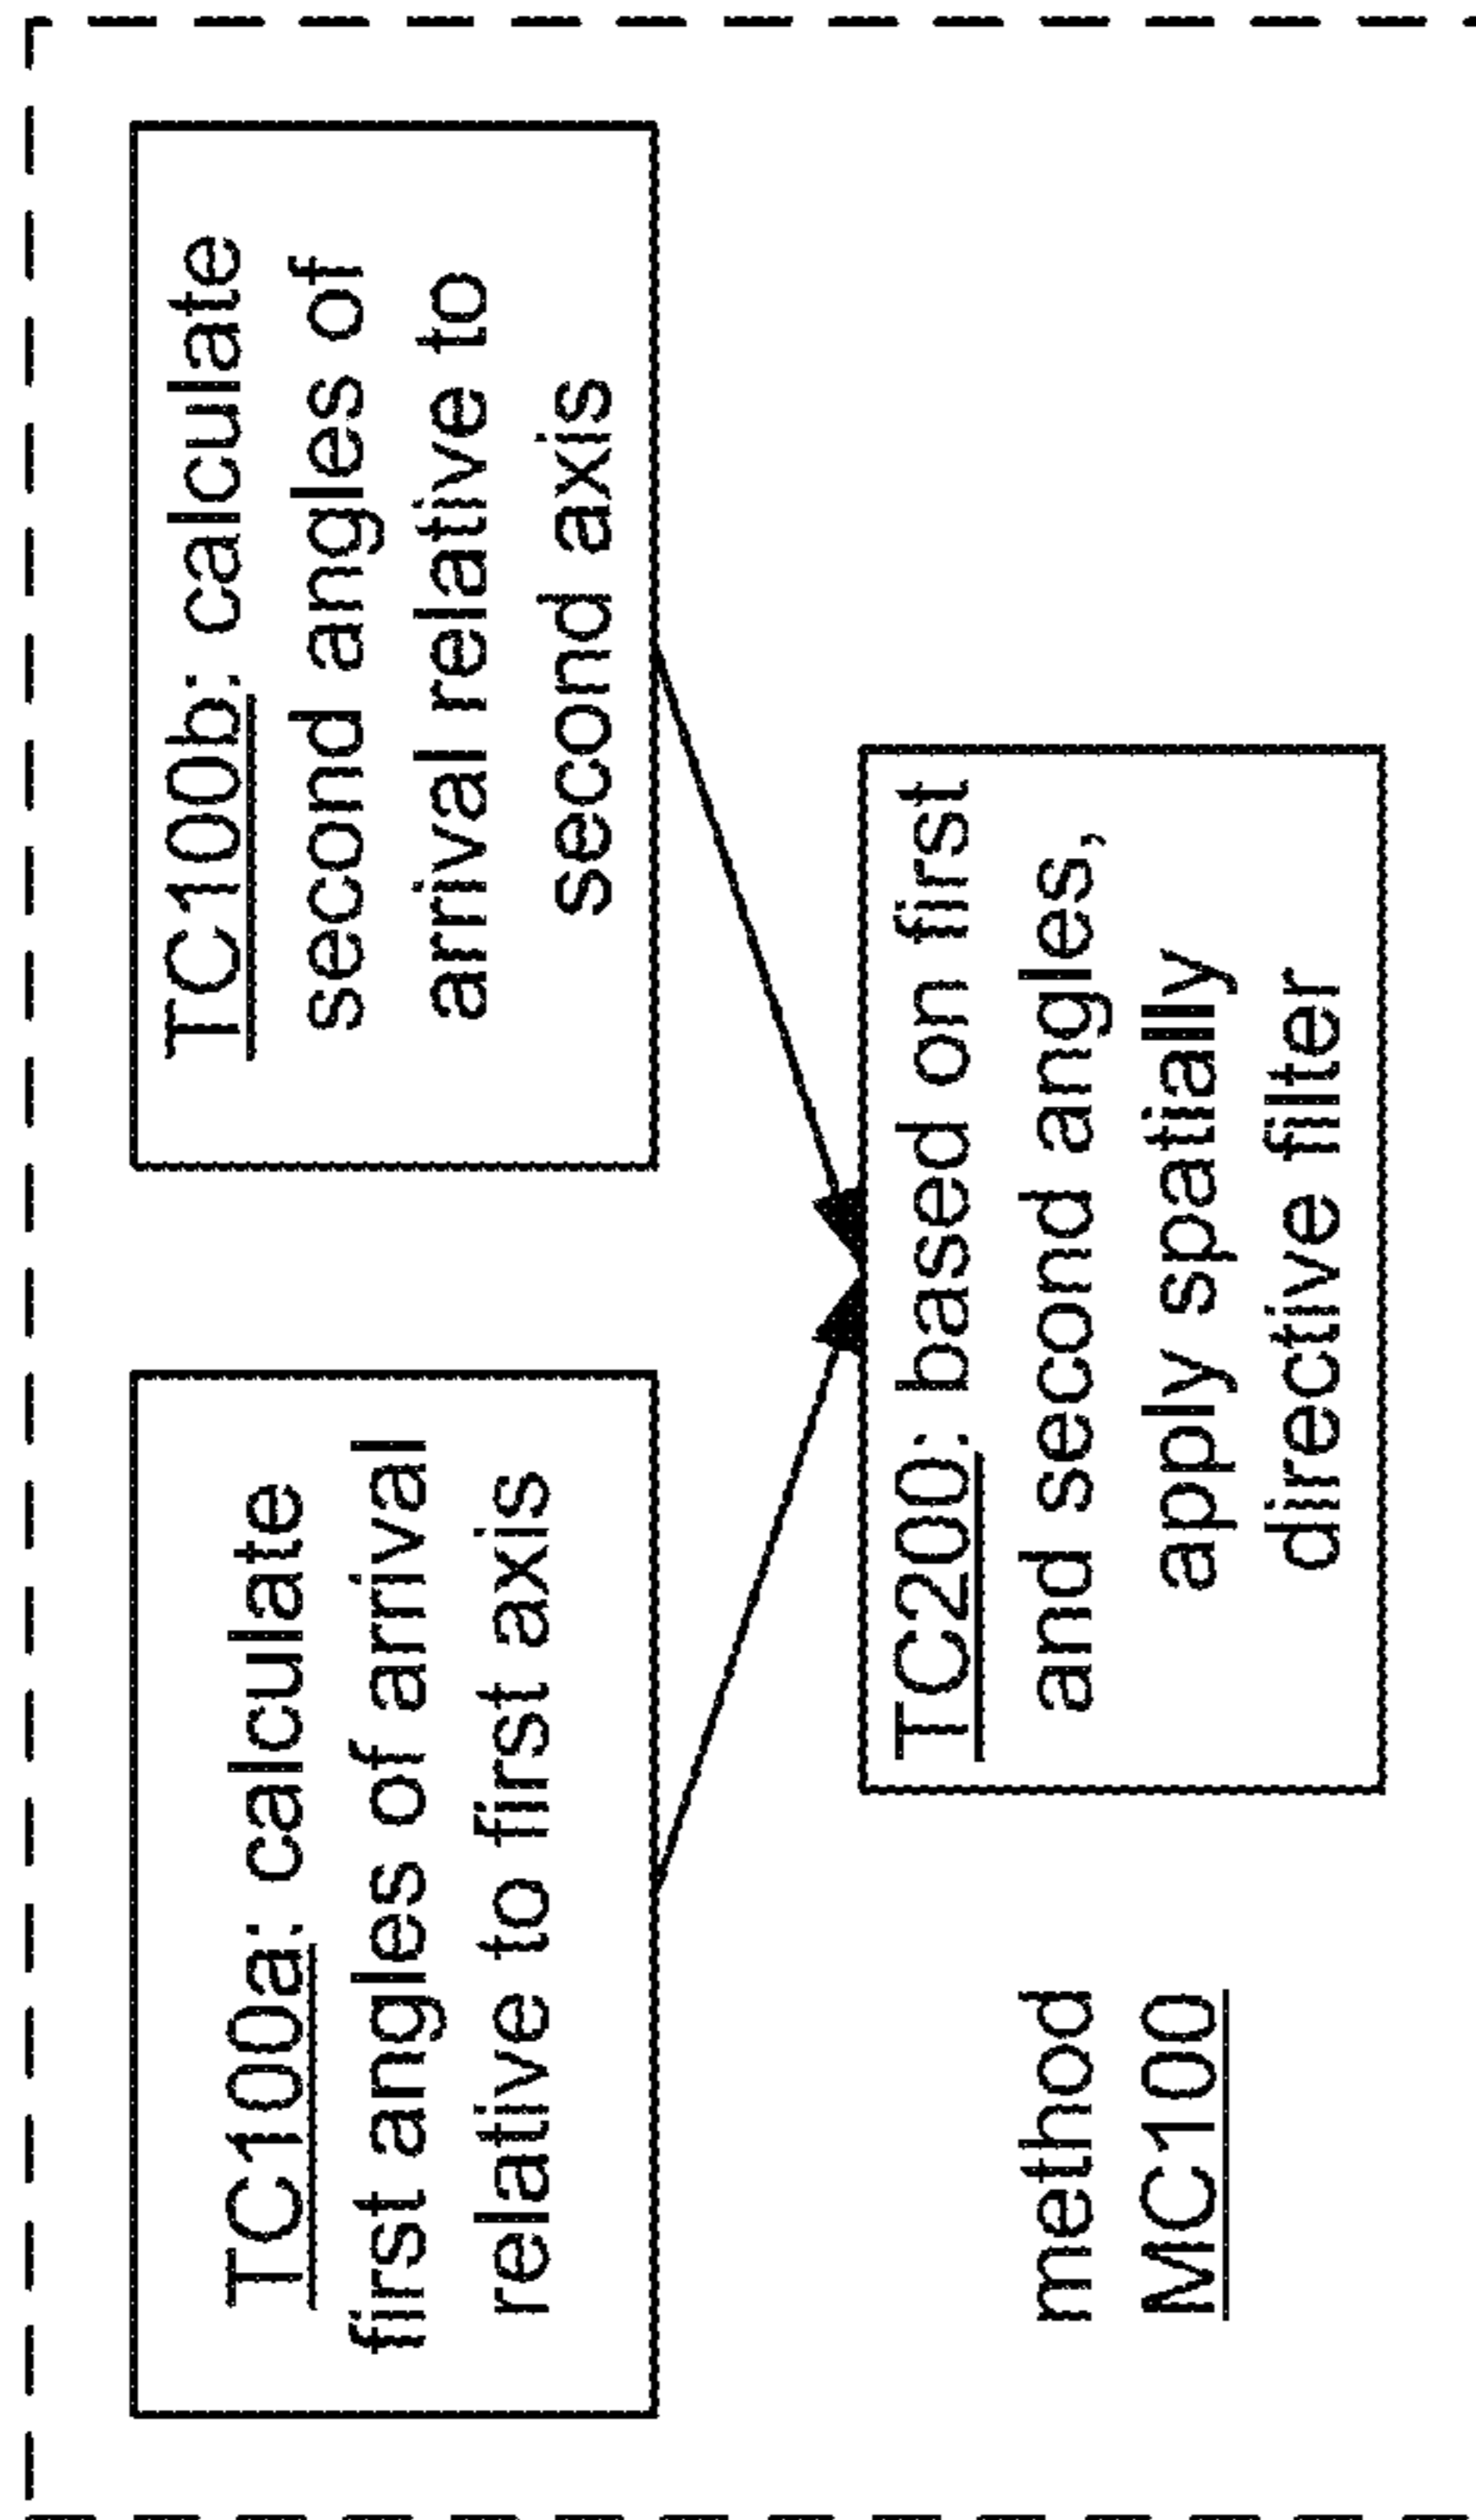 TC100a: calculate
first angles of arrival
relative to first axis
TC100b: calculate
second angles of
arrival relative to
second axis
TC200: based on first
and second angles,
apply spatially
directive filter
method
MC100